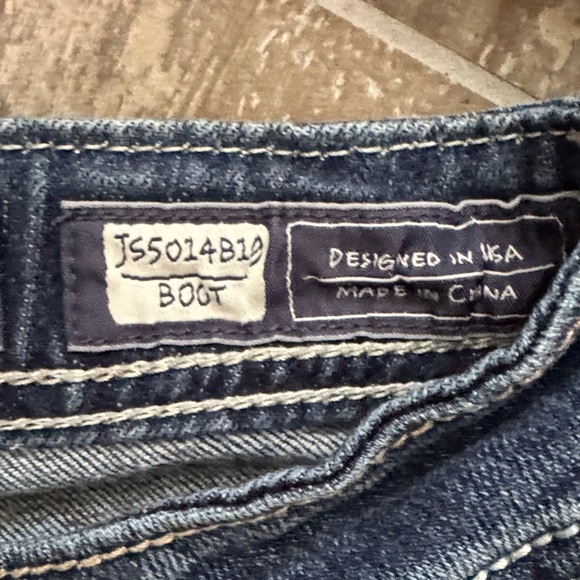 JS5014B19
BOOT
DESIGNED IN USA
MADE IN CHINA